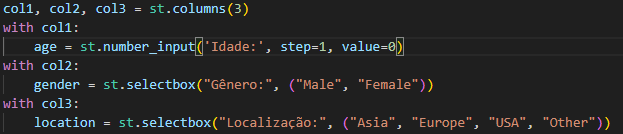 col1, col2, col3 = st.columns(3)
with col1:
    age = st.number_input('Idade:', step=1, value=0)
with col2:
    gender = st.selectbox("Gênero:", ("Male", "Female"))
with col3:
    location = st.selectbox("Localização:", ("Asia", "Europe", "USA", "Other"))